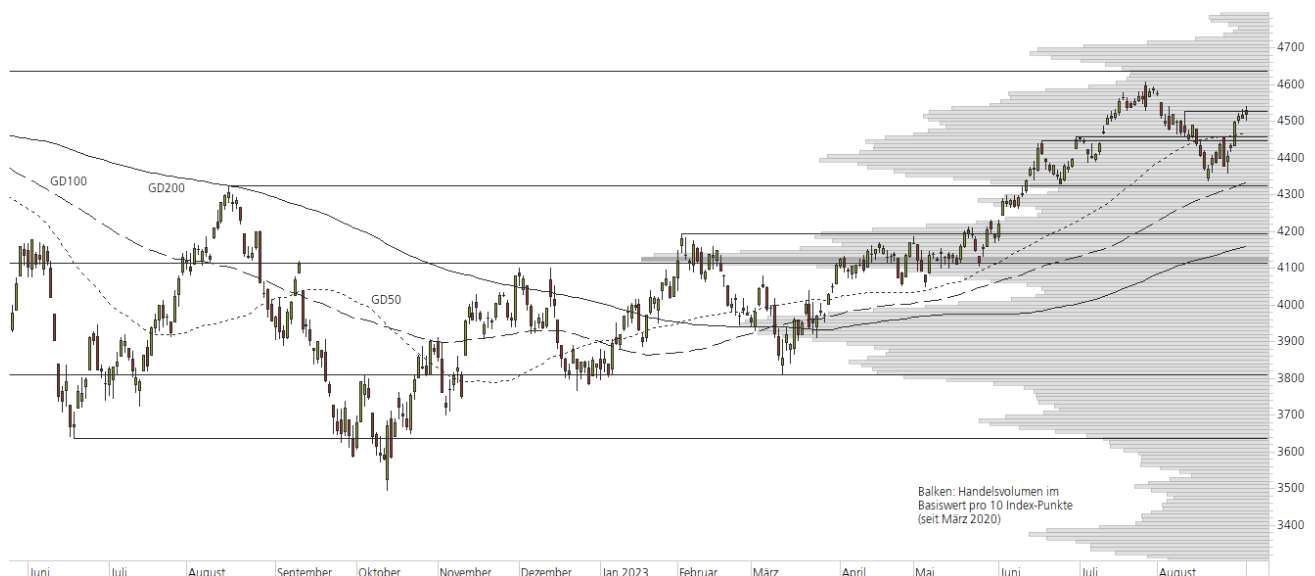 4700
4600
4500
4400
4300
4200
4100
4000
3900
3800
3700
3600
3500
3400
GD100
GD200
GD50
Balken: Handelsvolumen im
Basiswert pro 10 Index-Punkte
(seit März 2020)
Juni Juli August September Oktober November Dezember Jan 2023 Februar März April Mai Juni Juli August